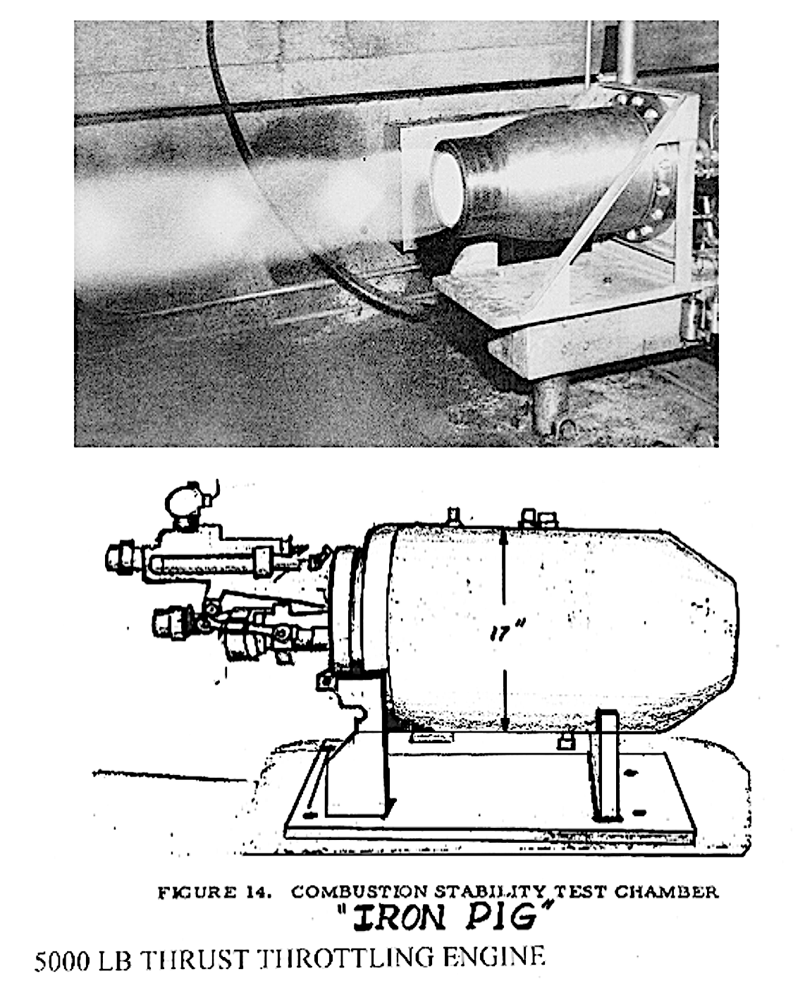 17"
FIGURE 14. COMBUSTION STABILITY TEST CHAMBER
"IRON PIG"
5000 LB THRUST THROTTLING ENGINE